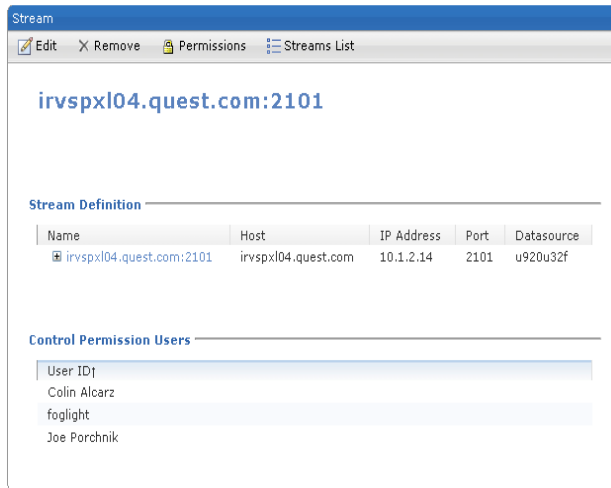 Stream
Edit Remove Permissions Streams List
irvspxl04.quest.com:2101
Stream Definition
Name Host IP Address Port Datasource
irvspxl04.quest.com:2101 irvspxl04.quest.com 10.1.2.14 2101 u920u32f
Control Permission Users
User ID↑
Colin Alcarz
foglight
Joe Porchnik